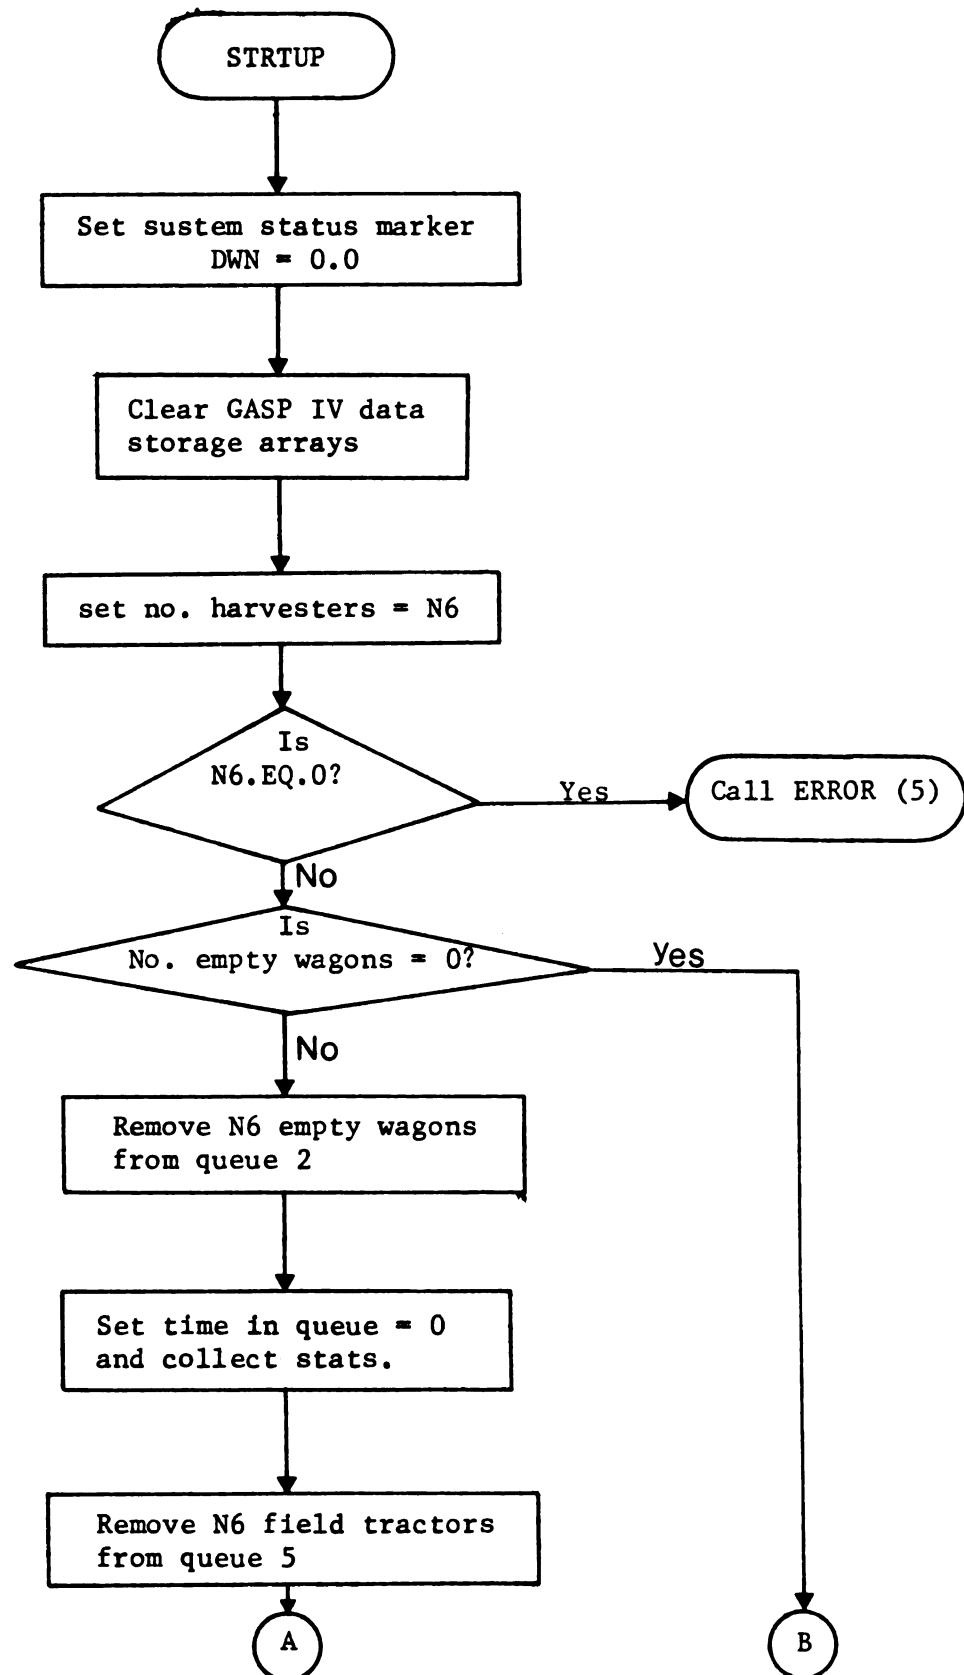 STRTUP
Set sustem status marker
DWN = 0.0
Clear GASP IV data
storage arrays
set no. harvesters = N6
Is
N6.EQ.0?
Yes
Call ERROR (5)
No
Is
No. empty wagons = 0?
Yes
No
Remove N6 empty wagons
from queue 2
Set time in queue = 0
and collect stats.
Remove N6 field tractors
from queue 5
A
B